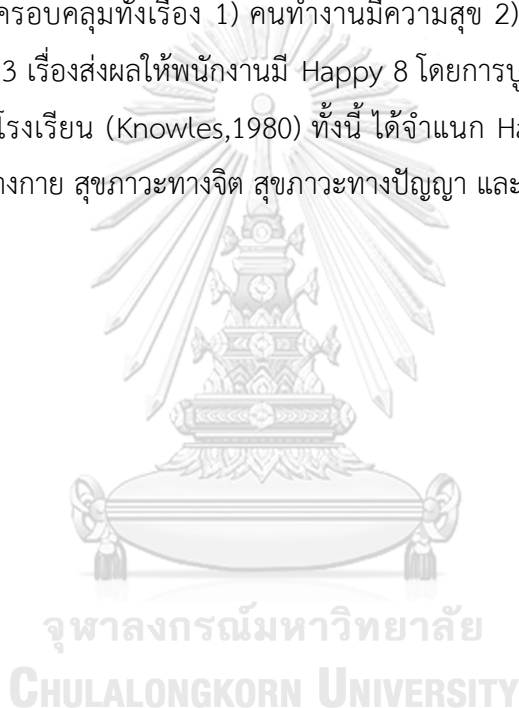 ครอบคลุมทั้งเรื่อง 1) คนทำงานมีความสุข 2)
3 เรื่องส่งผลให้พนักงานมี Happy 8 โดยการบู
โรงเรียน (Knowles,1980) ทั้งนี้ ได้จำแนก Ha
างกาย สุขภาวะทางจิต สุขภาวะทางปัญญา และ
จุฬาลงกรณ์มหาวิทยาลัย
CHULALONGKORN UNIVERSITY